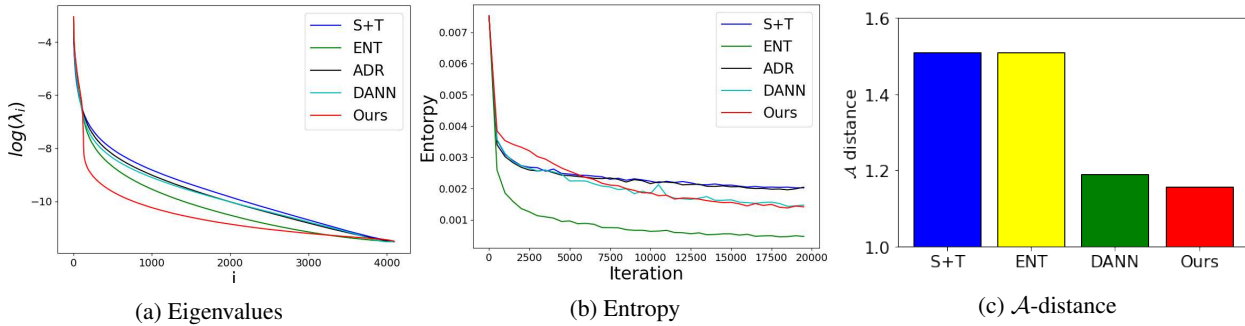 −4
−6
−8
−10
log(λi)
0
1000
2000
3000
4000
i
S+T
ENT
ADR
DANN
Ours
(a) Eigenvalues
0.007
0.006
0.005
0.004
0.003
0.002
0.001
Entorpy
0
2500
5000
7500
10000
12500
15000
17500
20000
Iteration
S+T
ENT
ADR
DANN
Ours
(b) Entropy
1.6
1.4
1.2
1.0
𝒜 distance
S+T
ENT
DANN
Ours
(c) 𝒜-distance